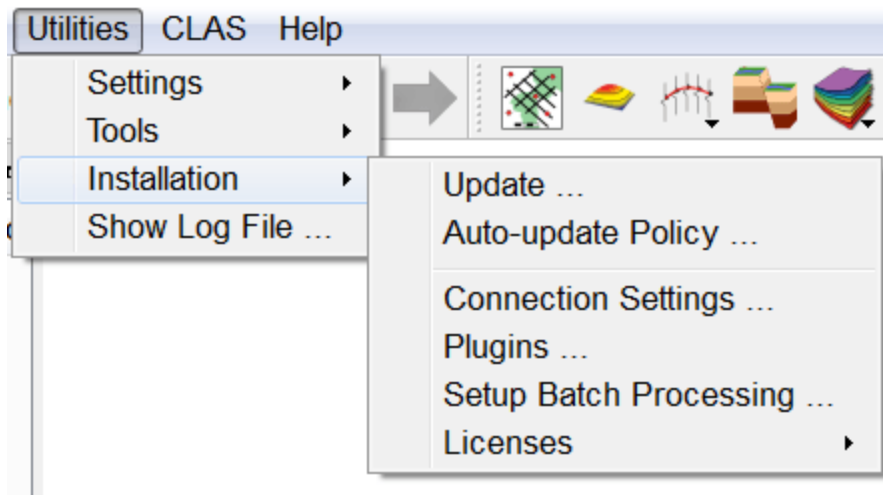 Utilities CLAS Help
Settings
Tools
Installation
Show Log File ...
Update ...
Auto-update Policy ...
Connection Settings ...
Plugins ...
Setup Batch Processing ...
Licenses